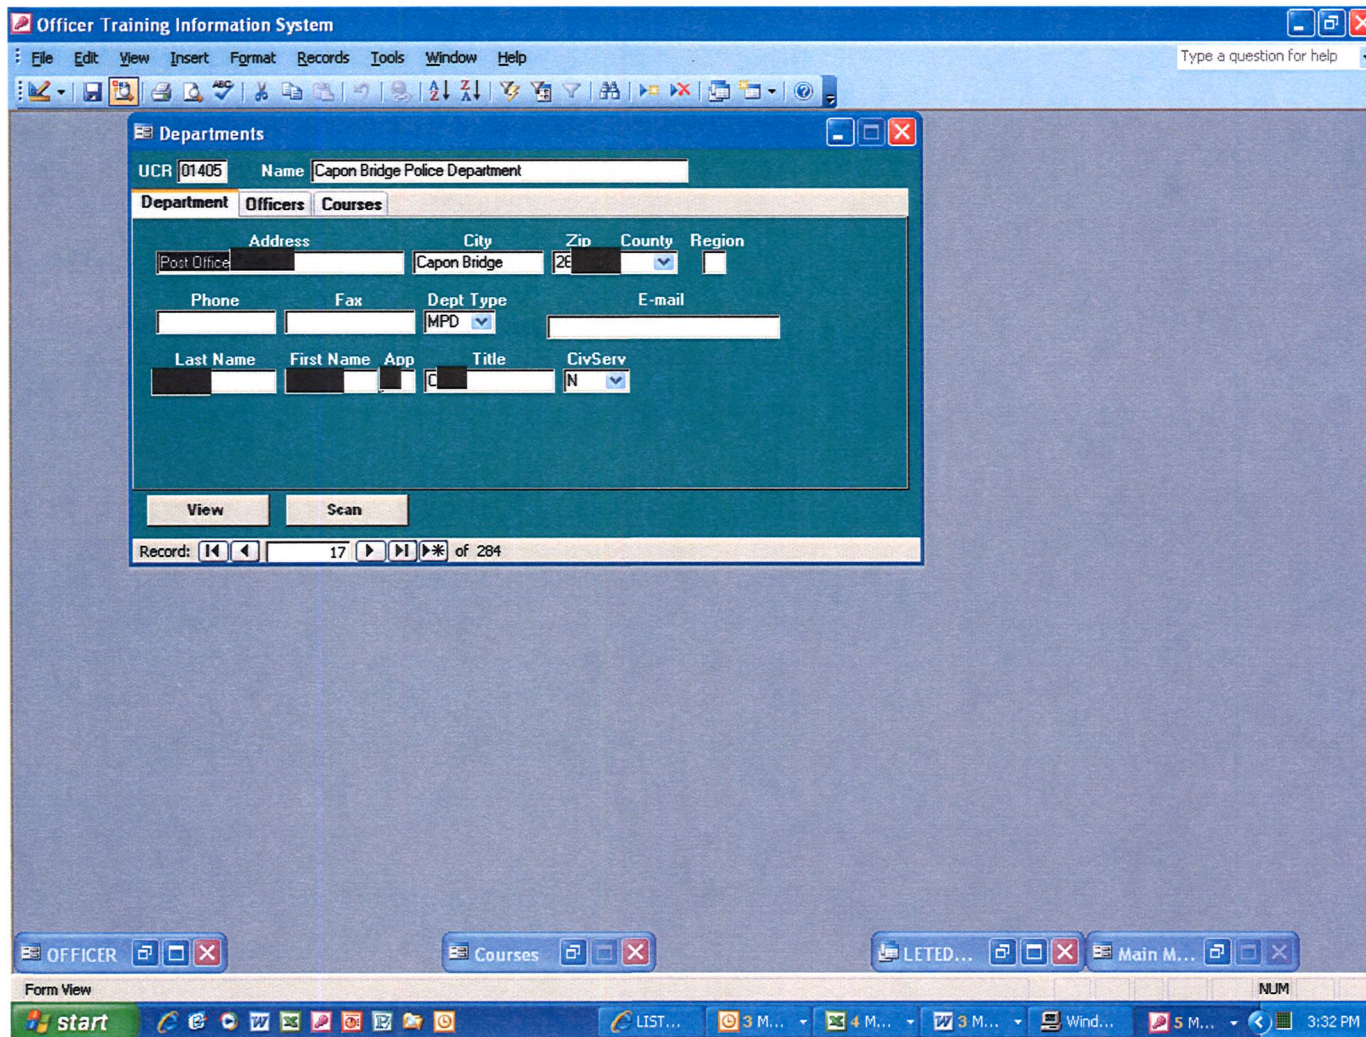 Officer Training Information System
File Edit View Insert Format Records Tools Window Help
Type a question for help
Departments
UCR 01405 Name Capon Bridge Police Department
Department Officers Courses
Address City Zip County Region
Post Office Capon Bridge 26
Phone Fax Dept Type E-mail
MPD
Last Name First Name App Title CivServ
C N
View Scan
Record: 17 of 284
OFFICER Courses LETED... Main M...
Form View NUM
start LIST... 3 M... 4 M... 3 M... Wind... 5 M... 3:32 PM